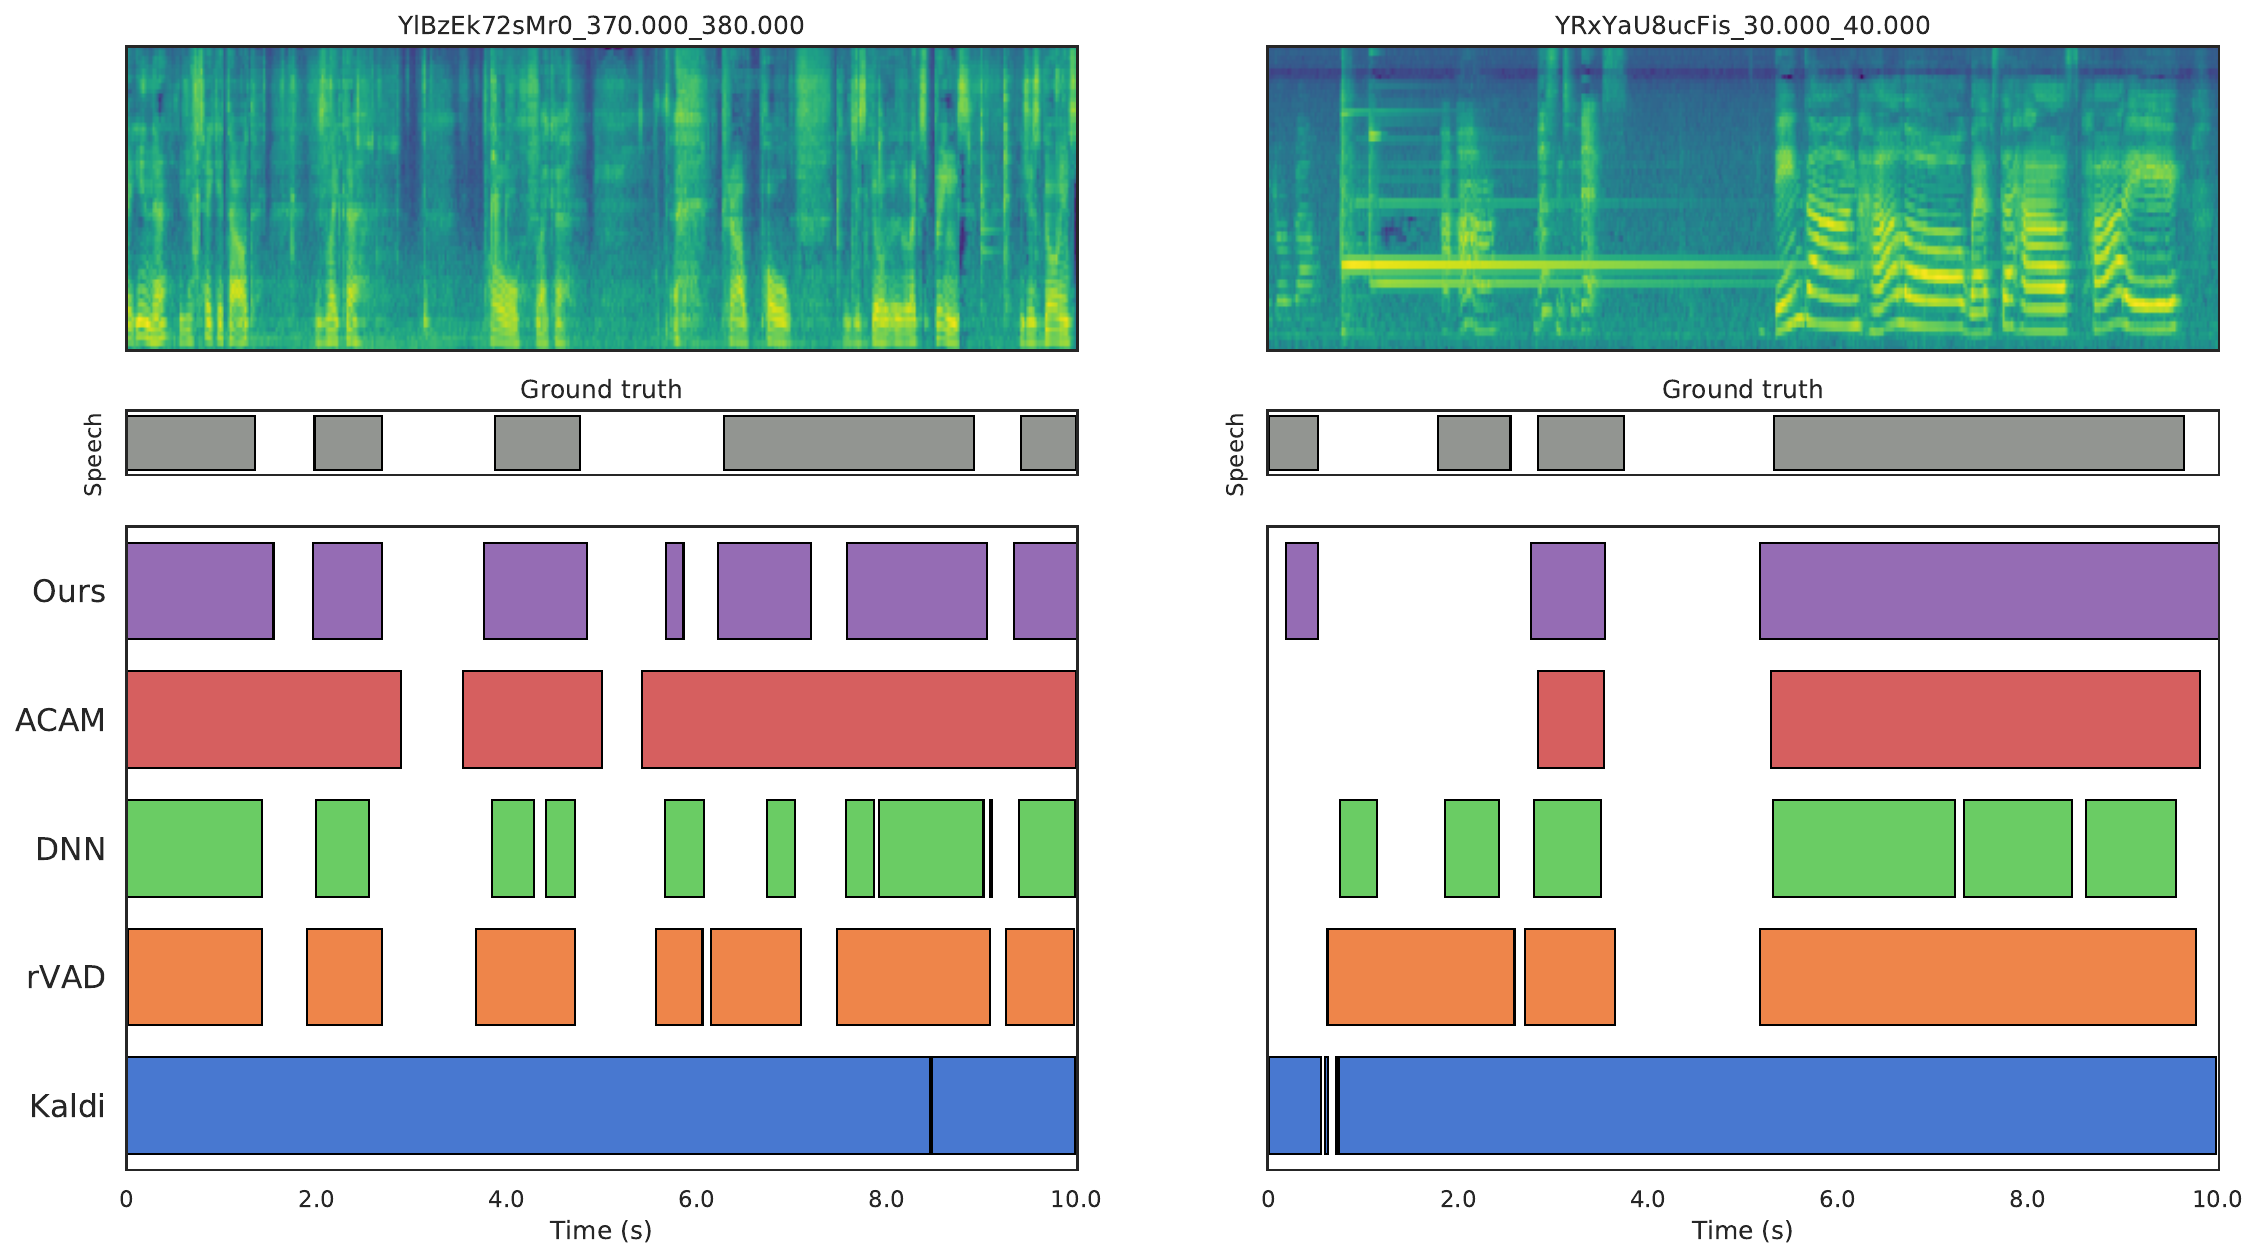 YlBzEk72sMr0_370.000_380.000
Ground truth
Speech
Ours
ACAM
DNN
rVAD
Kaldi
0 2.0 4.0 6.0 8.0 10.0
Time (s)
YRxYaU8ucFis_30.000_40.000
Ground truth
Speech
0 2.0 4.0 6.0 8.0 10.0
Time (s)